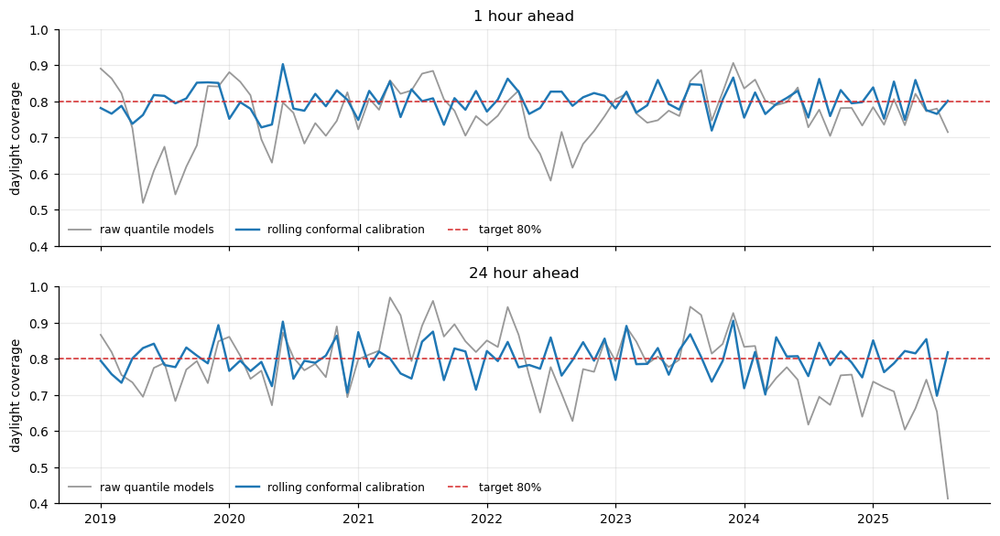 1 hour ahead
daylight coverage
1.0
0.9
0.8
0.7
0.6
0.5
0.4
raw quantile models
rolling conformal calibration
target 80%
24 hour ahead
daylight coverage
1.0
0.9
0.8
0.7
0.6
0.5
0.4
raw quantile models
rolling conformal calibration
target 80%
2019 2020 2021 2022 2023 2024 2025